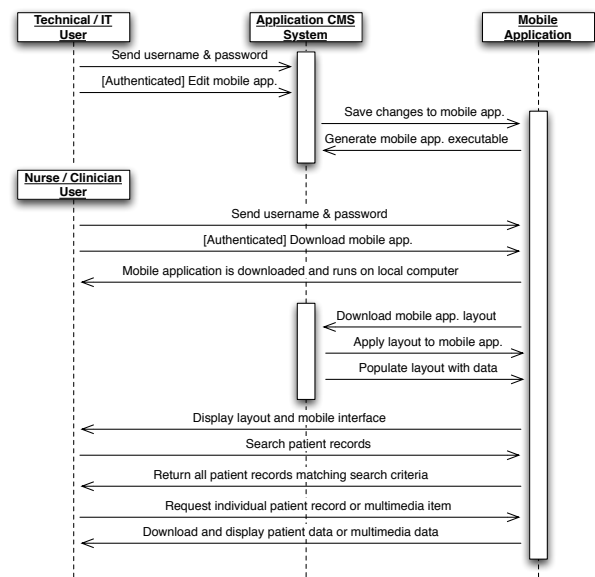 Technical / IT
User
Application CMS
System
Mobile
Application
Send username & password
[Authenticated] Edit mobile app.
Save changes to mobile app.
Generate mobile app. executable
Nurse / Clinician
User
Send username & password
[Authenticated] Download mobile app.
Mobile application is downloaded and runs on local computer
Download mobile app. layout
Apply layout to mobile app.
Populate layout with data
Display layout and mobile interface
Search patient records
Return all patient records matching search criteria
Request individual patient record or multimedia item
Download and display patient data or multimedia data